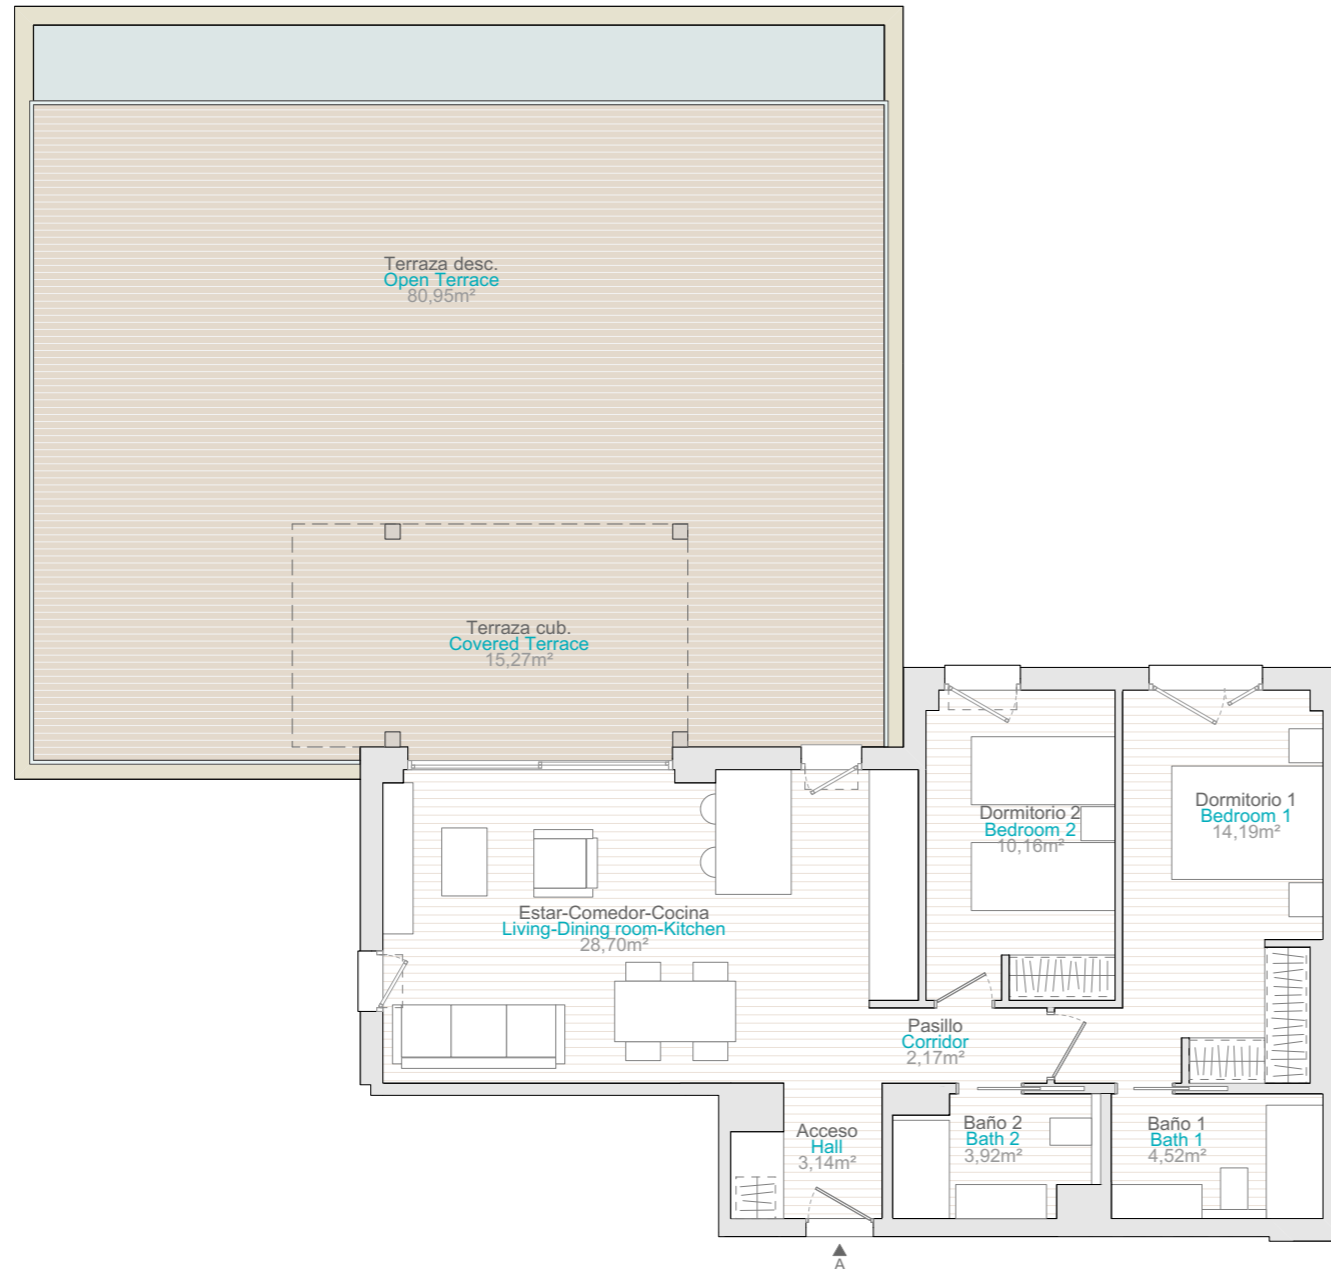 Terraza desc.
Open Terrace
80,95m²
Terraza cub.
Covered Terrace
15,27m²
Dormitorio 1
Bedroom 1
14,19m²
Dormitorio 2
Bedroom 2
10,16m²
Estar-Comedor-Cocina
Living-Dining room-Kitchen
28,70m²
Pasillo
Corridor
2,17m²
Acceso
Hall
3,14m²
Baño 2
Bath 2
3,92m²
Baño 1
Bath 1
4,52m²
A